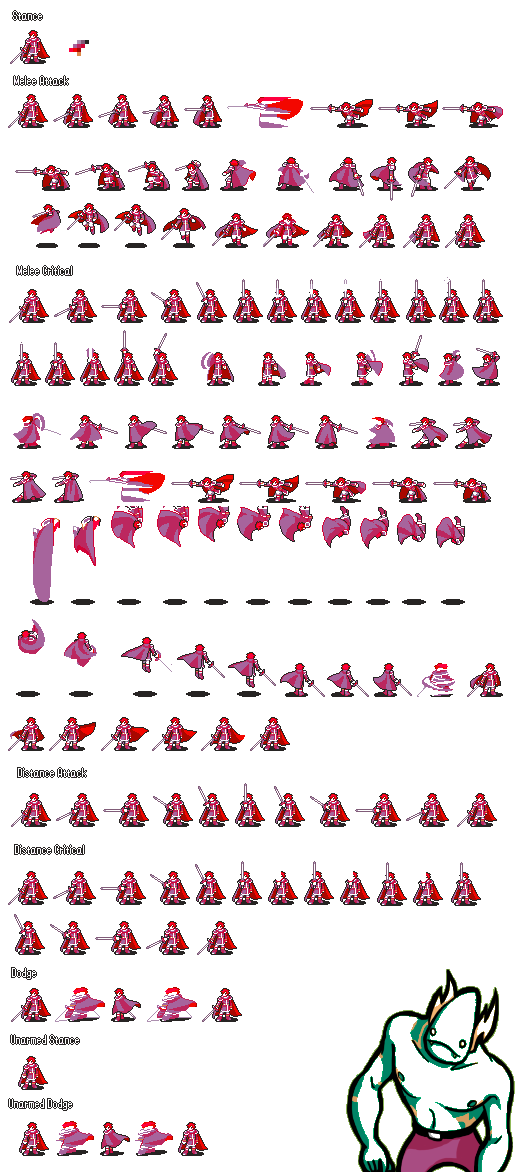 Stance
Melee Attack
Melee Critical
Distance Attack
Distance Critical
Dodge
Unarmed Stance
Unarmed Dodge